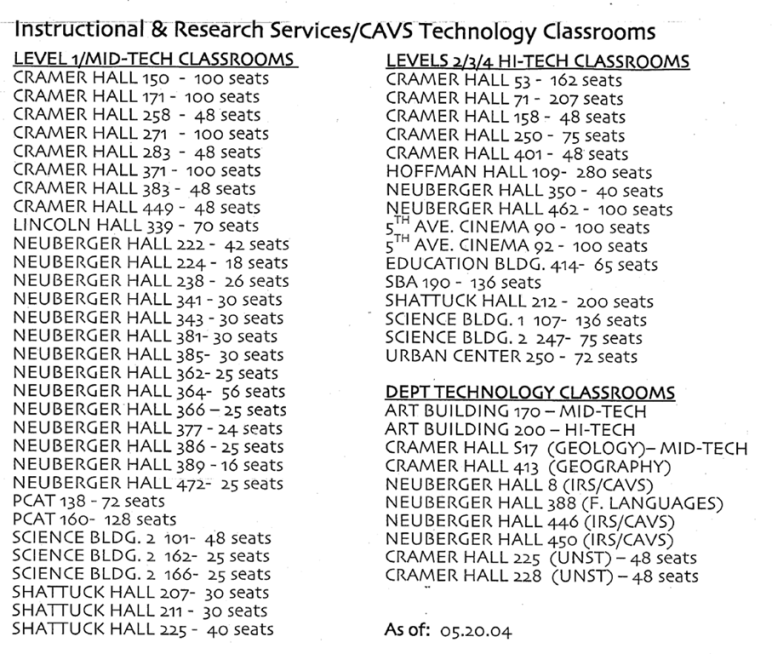 Instructional & Research Services/CAVS Technology Classrooms
LEVEL 1/MID-TECH CLASSROOMS
CRAMER HALL 150 - 100 seats
CRAMER HALL 171 - 100 seats
CRAMER HALL 258 - 48 seats
CRAMER HALL 271 - 100 seats
CRAMER HALL 283 - 48 seats
CRAMER HALL 371 - 100 seats
CRAMER HALL 383 - 48 seats
CRAMER HALL 449 - 48 seats
LINCOLN HALL 339 - 70 seats
NEUBERGER HALL 222 - 42 seats
NEUBERGER HALL 224 - 18 seats
NEUBERGER HALL 238 - 26 seats
NEUBERGER HALL 341 - 30 seats
NEUBERGER HALL 343 - 30 seats
NEUBERGER HALL 381- 30 seats
NEUBERGER HALL 385- 30 seats
NEUBERGER HALL 362- 25 seats
NEUBERGER HALL 364- 56 seats
NEUBERGER HALL 366 – 25 seats
NEUBERGER HALL 377 - 24 seats
NEUBERGER HALL 386 - 25 seats
NEUBERGER HALL 389 - 16 seats
NEUBERGER HALL 472- 25 seats
PCAT 138 - 72 seats
PCAT 160- 128 seats
SCIENCE BLDG. 2 101- 48 seats
SCIENCE BLDG. 2 162- 25 seats
SCIENCE BLDG. 2 166- 25 seats
SHATTUCK HALL 207- 30 seats
SHATTUCK HALL 211 - 30 seats
SHATTUCK HALL 225 - 40 seats
LEVELS 2/3/4 HI-TECH CLASSROOMS
CRAMER HALL 53 - 162 seats
CRAMER HALL 71 - 207 seats
CRAMER HALL 158 - 48 seats
CRAMER HALL 250 - 75 seats
CRAMER HALL 401 - 48 seats
HOFFMAN HALL 109- 280 seats
NEUBERGER HALL 350 - 40 seats
NEUBERGER HALL 462 - 100 seats
5TH AVE. CINEMA 90 - 100 seats
5TH AVE. CINEMA 92 - 100 seats
EDUCATION BLDG. 414- 65 seats
SBA 190 - 136 seats
SHATTUCK HALL 212 - 200 seats
SCIENCE BLDG. 1 107- 136 seats
SCIENCE BLDG. 2 247- 75 seats
URBAN CENTER 250 - 72 seats
DEPT TECHNOLOGY CLASSROOMS
ART BUILDING 170 – MID-TECH
ART BUILDING 200 – HI-TECH
CRAMER HALL S17 (GEOLOGY)– MID-TECH
CRAMER HALL 413 (GEOGRAPHY)
NEUBERGER HALL 8 (IRS/CAVS)
NEUBERGER HALL 388 (F. LANGUAGES)
NEUBERGER HALL 446 (IRS/CAVS)
NEUBERGER HALL 450 (IRS/CAVS)
CRAMER HALL 225 (UNST) – 48 seats
CRAMER HALL 228 (UNST) – 48 seats
As of: 05.20.04